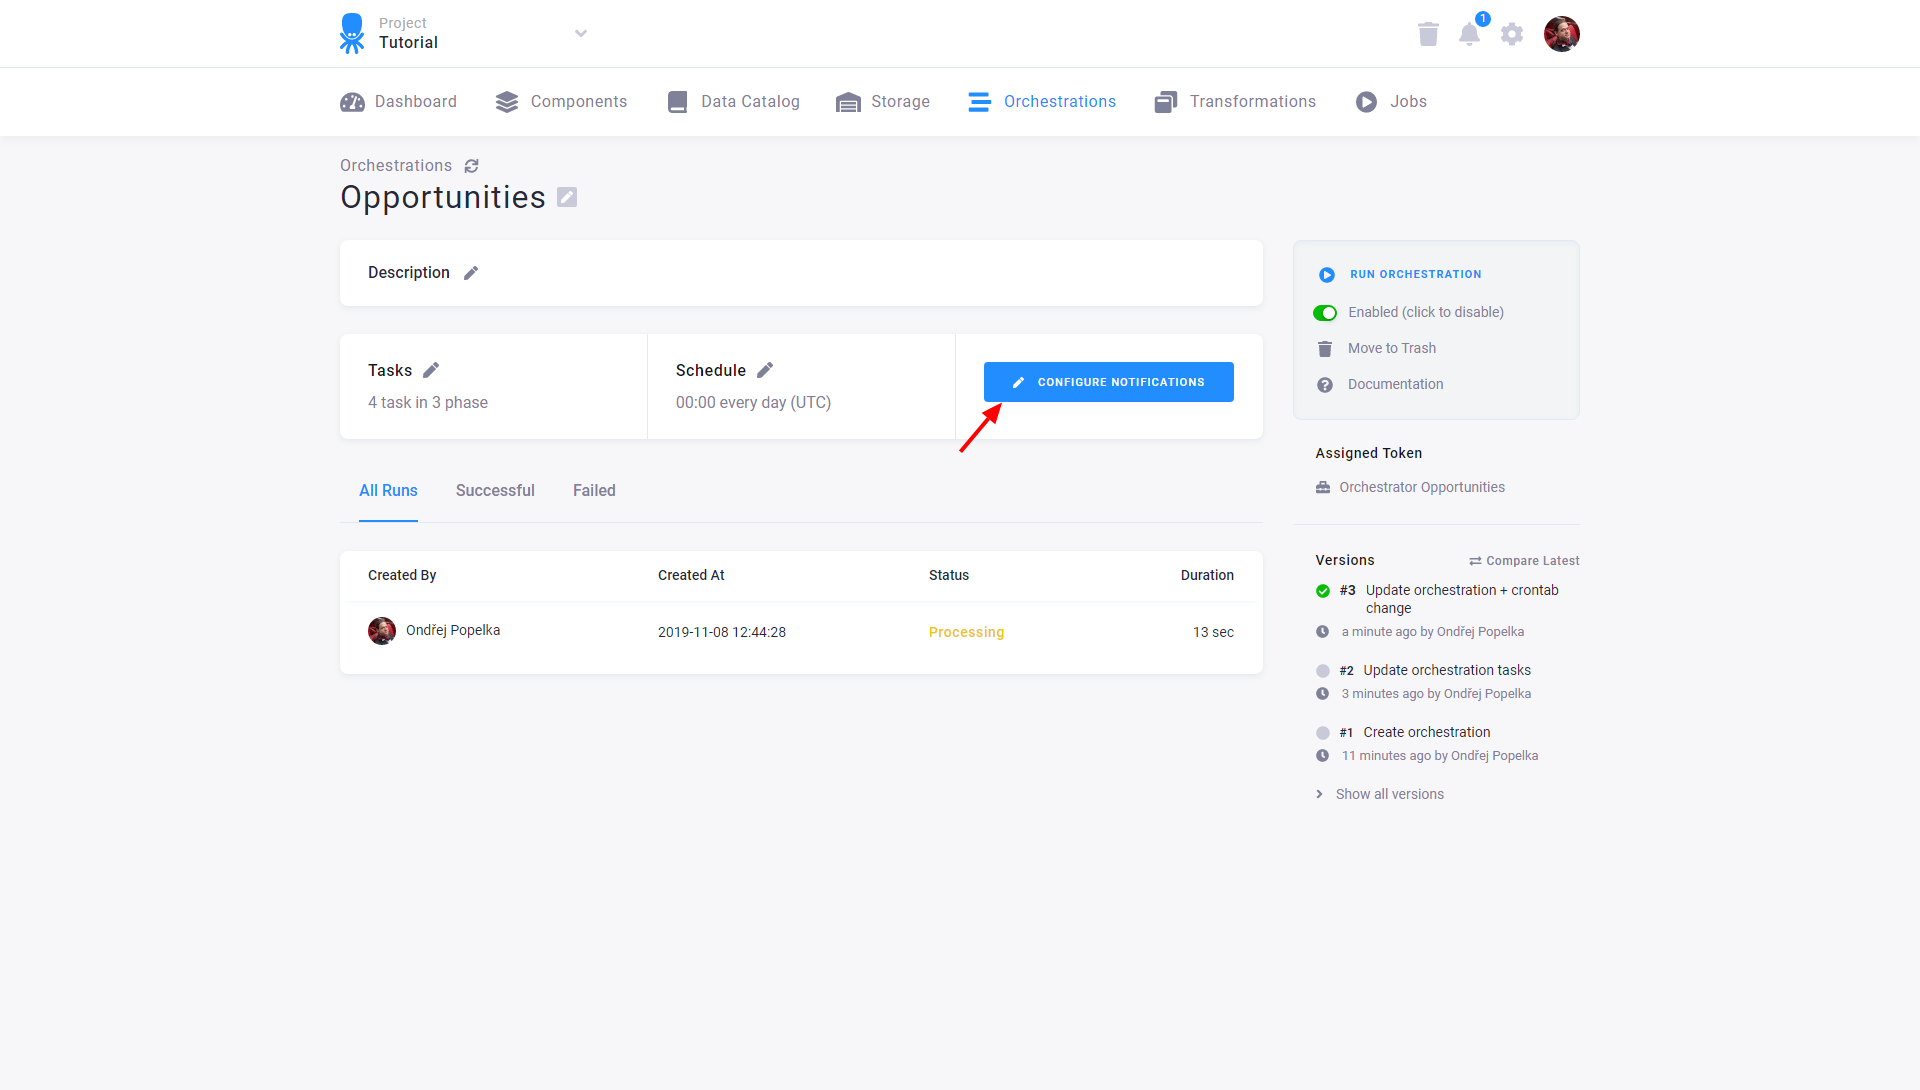 Project
Tutorial
1
Dashboard
Components
Data Catalog
Storage
Orchestrations
Transformations
Jobs
Orchestrations
Opportunities
Description
Tasks
4 task in 3 phase
Schedule
00:00 every day (UTC)
CONFIGURE NOTIFICATIONS
All Runs
Successful
Failed
Created By
Created At
Status
Duration
Ondřej Popelka
2019-11-08 12:44:28
Processing
13 sec
RUN ORCHESTRATION
Enabled (click to disable)
Move to Trash
Documentation
Assigned Token
Orchestrator Opportunities
Versions
Compare Latest
#3 Update orchestration + crontab
change
a minute ago by Ondřej Popelka
#2 Update orchestration tasks
3 minutes ago by Ondřej Popelka
#1 Create orchestration
11 minutes ago by Ondřej Popelka
Show all versions